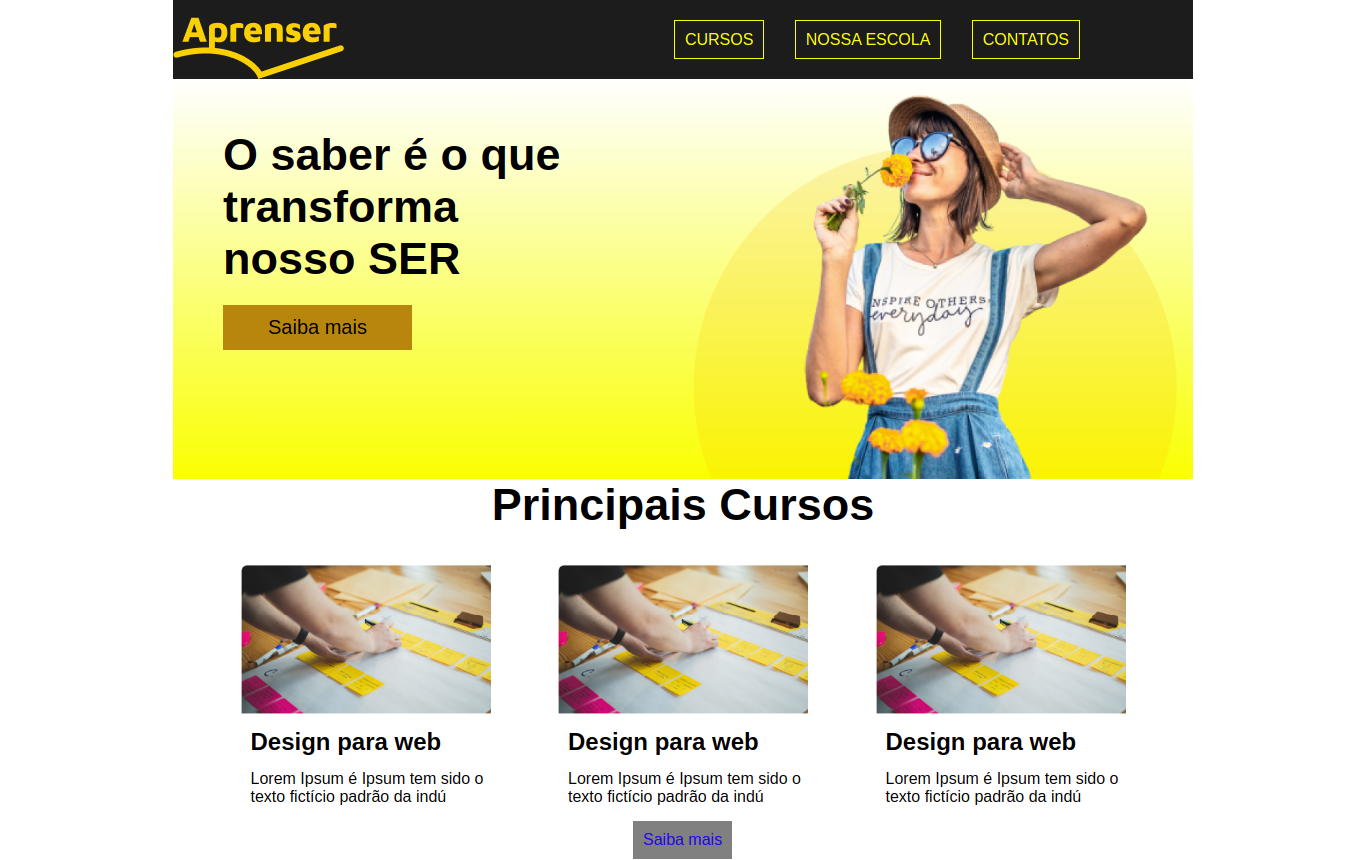 Aprenser
CURSOS NOSSA ESCOLA CONTATOS
O saber é o que
transforma
nosso SER
Saiba mais
NSPIRE OTHERS
everyday
Principais Cursos
Design para web
Lorem Ipsum é Ipsum tem sido o
texto fictício padrão da indú
Design para web
Lorem Ipsum é Ipsum tem sido o
texto fictício padrão da indú
Design para web
Lorem Ipsum é Ipsum tem sido o
texto fictício padrão da indú
Saiba mais